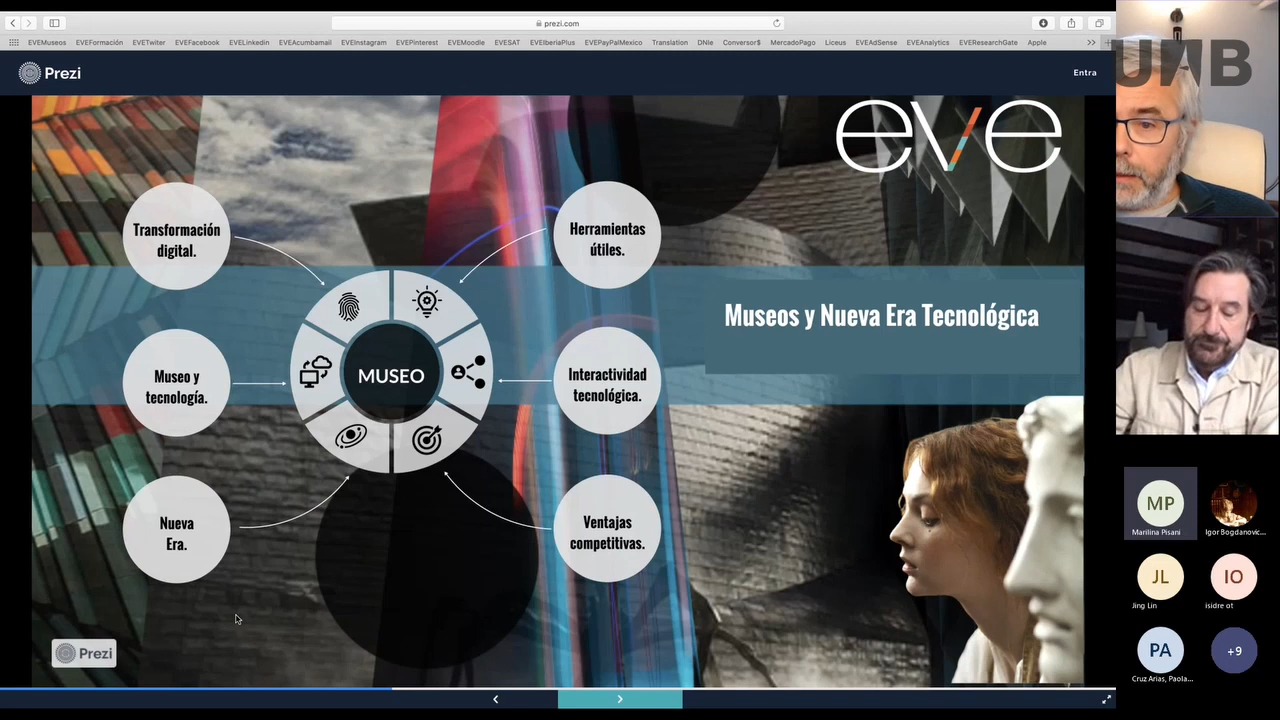 prezi.com
EVEMuseos
EVEFormación
EVETwiter
EVEFacebook
EVELinkedin
EVEAcumbamail
EVEInstagram
EVEPinterest
EVEMoodle
EVESAT
EVEIberiaPlus
EVEPayPalMexico
Translation
DNIe
Conversor$
MercadoPago
Liceus
EVEAdSense
EVEAnalytics
EVEResearchGate
Apple
Prezi
Entra
UAB
eve
Transformación
digital.
Herramientas
útiles.
Museos y Nueva Era Tecnológica
Museo y
tecnología.
MUSEO
Interactividad
tecnológica.
Nueva
Era.
Ventajas
competitivas.
Prezi
MP
Marilina Pisani
Igor Bogdanovic...
JL
Jing Lin
IO
isidre ot
PA
Cruz Arias, Paola...
+9